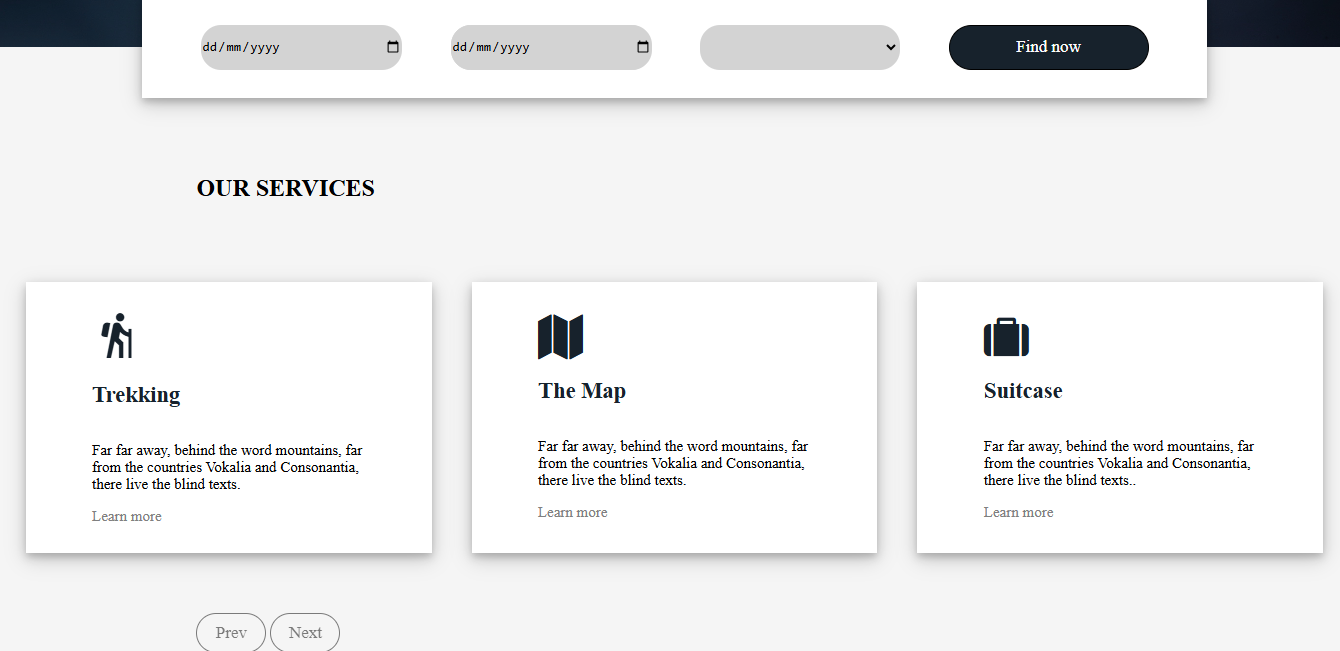 dd/mm/yyyy dd/mm/yyyy Find now
OUR SERVICES
Trekking
Far far away, behind the word mountains, far
from the countries Vokalia and Consonantia,
there live the blind texts.
Learn more
The Map
Far far away, behind the word mountains, far
from the countries Vokalia and Consonantia,
there live the blind texts.
Learn more
Suitcase
Far far away, behind the word mountains, far
from the countries Vokalia and Consonantia,
there live the blind texts..
Learn more
Prev Next